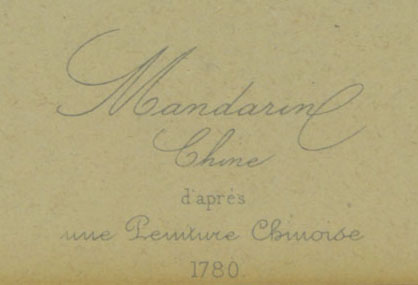 Mandarin
Chine
d'après
une Peinture Chinoise
1780